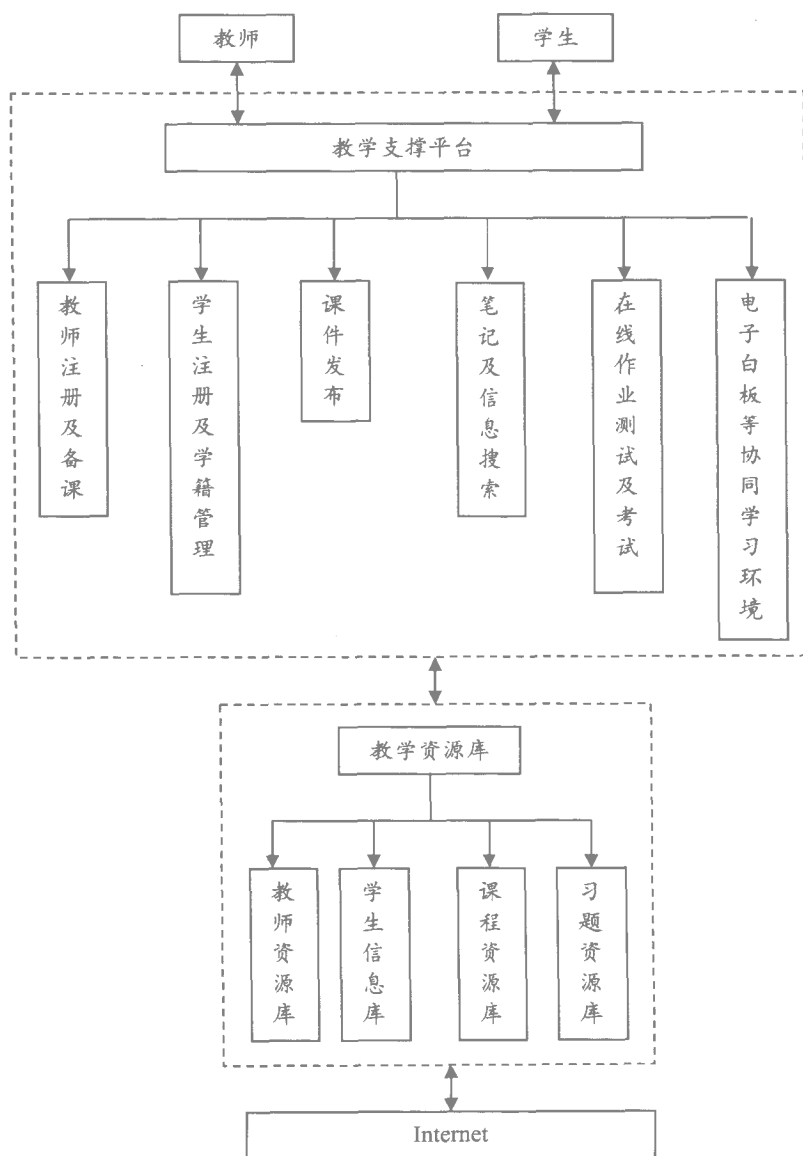 教师
学生
教学支撑平台
教师注册及备课
学生注册及学籍管理
课件发布
笔记及信息搜索
在线作业测试及考试
电子白板等协同学习环境
教学资源库
教师资源库
学生信息库
课程资源库
习题资源库
Internet